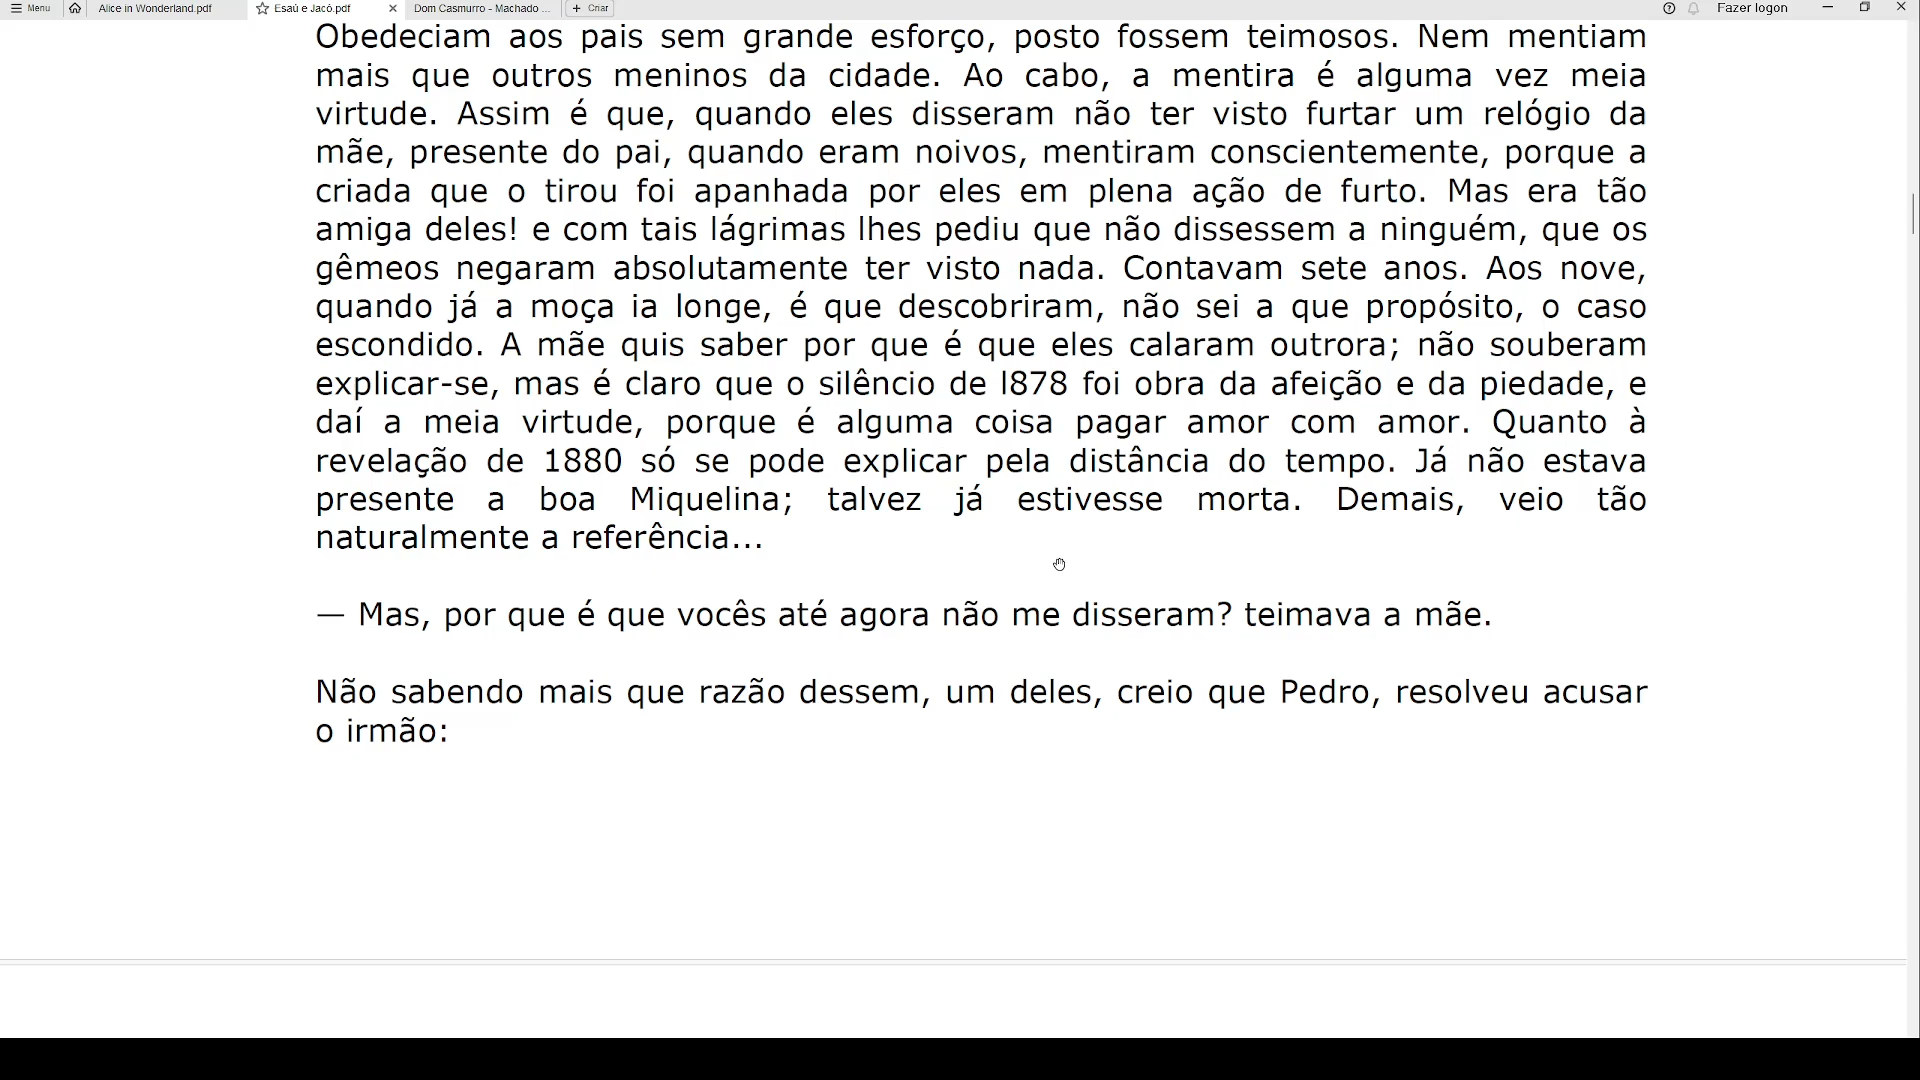 Menu
Alice in Wonderland.pdf
Esaú e Jacó.pdf
Dom Casmurro - Machado ...
Criar
Fazer logon
Obedeciam aos pais sem grande esforço, posto fossem teimosos. Nem mentiam
mais que outros meninos da cidade. Ao cabo, a mentira é alguma vez meia
virtude. Assim é que, quando eles disseram não ter visto furtar um relógio da
mãe, presente do pai, quando eram noivos, mentiram conscientemente, porque a
criada que o tirou foi apanhada por eles em plena ação de furto. Mas era tão
amiga deles! e com tais lágrimas lhes pediu que não dissessem a ninguém, que os
gêmeos negaram absolutamente ter visto nada. Contavam sete anos. Aos nove,
quando já a moça ia longe, é que descobriram, não sei a que propósito, o caso
escondido. A mãe quis saber por que é que eles calaram outrora; não souberam
explicar-se, mas é claro que o silêncio de l878 foi obra da afeição e da piedade, e
daí a meia virtude, porque é alguma coisa pagar amor com amor. Quanto à
revelação de 1880 só se pode explicar pela distância do tempo. Já não estava
presente a boa Miquelina; talvez já estivesse morta. Demais, veio tão
naturalmente a referência...
— Mas, por que é que vocês até agora não me disseram? teimava a mãe.
Não sabendo mais que razão dessem, um deles, creio que Pedro, resolveu acusar
o irmão: